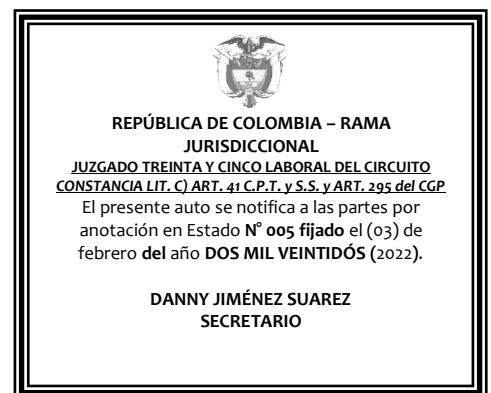 REPÚBLICA DE COLOMBIA – RAMA
JURISDICCIONAL
JUZGADO TREINTA Y CINCO LABORAL DEL CIRCUITO
CONSTANCIA LIT. C) ART. 41 C.P.T. y S.S. y ART. 295 del CGP
El presente auto se notifica a las partes por
anotación en Estado N° 005 fijado el (03) de
febrero del año DOS MIL VEINTIDÓS (2022).
DANNY JIMÉNEZ SUAREZ
SECRETARIO